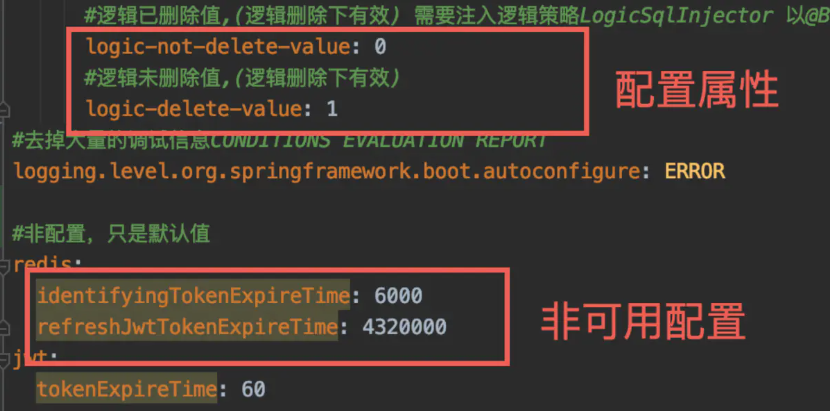 #逻辑已删除值,(逻辑删除下有效) 需要注入逻辑策略LogicSqlInjector 以@B
logic-not-delete-value: 0
#逻辑未删除值,(逻辑删除下有效)
logic-delete-value: 1
配置属性
#去掉大量的调试信息CONDITIONS EVALUATION REPORT
logging.level.org.springframework.boot.autoconfigure: ERROR
#非配置，只是默认值
redis:
identifyingTokenExpireTime: 6000
refreshJwtTokenExpireTime: 4320000
非可用配置
jwt:
tokenExpireTime: 60